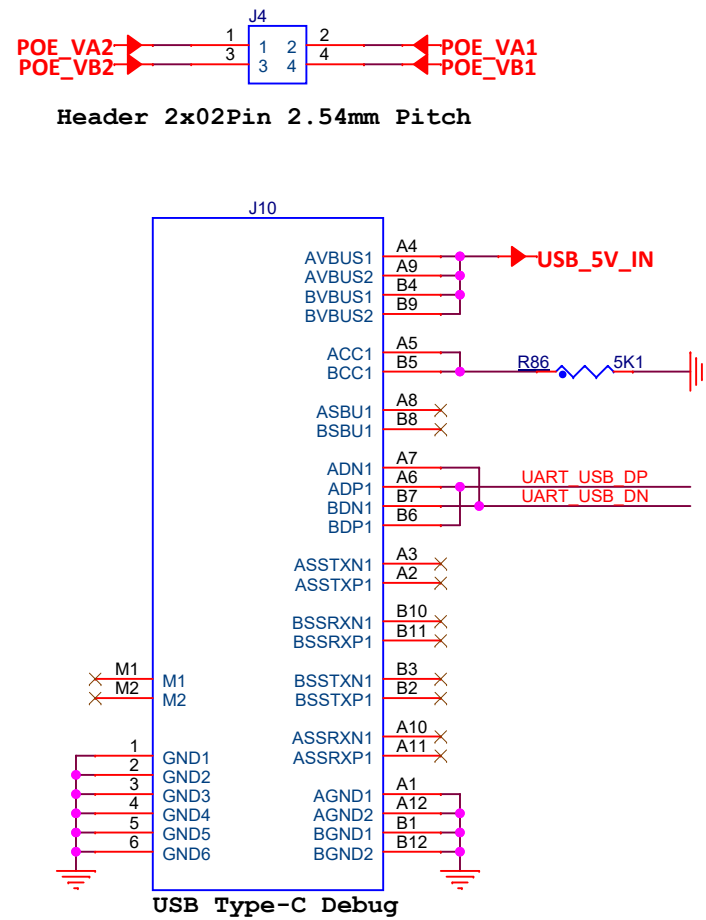 J4
POE_VA2 1 1 2 2 POE_VA1
POE_VB2 3 3 4 4 POE_VB1
Header 2x02Pin 2.54mm Pitch
J10
AVBUS1 A4 USB_5V_IN
AVBUS2 A9
BVBUS1 B4
BVBUS2 B9
ACC1 A5
BCC1 B5 R86 5K1
ASBU1 A8
BSBU1 B8
ADN1 A7
ADP1 A6 UART_USB_DP
BDN1 B7 UART_USB_DN
BDP1 B6
ASSTXN1 A3
ASSTXP1 A2
BSSRXN1 B10
BSSRXP1 B11
M1 M1 BSSTXN1 B3
M2 M2 BSSTXP1 B2
ASSRXN1 A10
1 GND1 ASSRXP1 A11
2 GND2
3 GND3 AGND1 A1
4 GND4 AGND2 A12
5 GND5 BGND1 B1
6 GND6 BGND2 B12
USB Type-C Debug